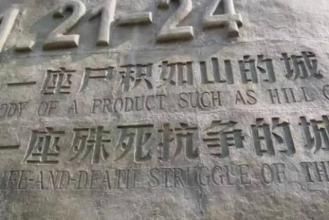 1.21-24
一座尸积如山的城
ODY OF A PRODUCT SUCH AS HILL
一座殊死抗争的城
FE-AND-DEATH STRUGGLE OF TH